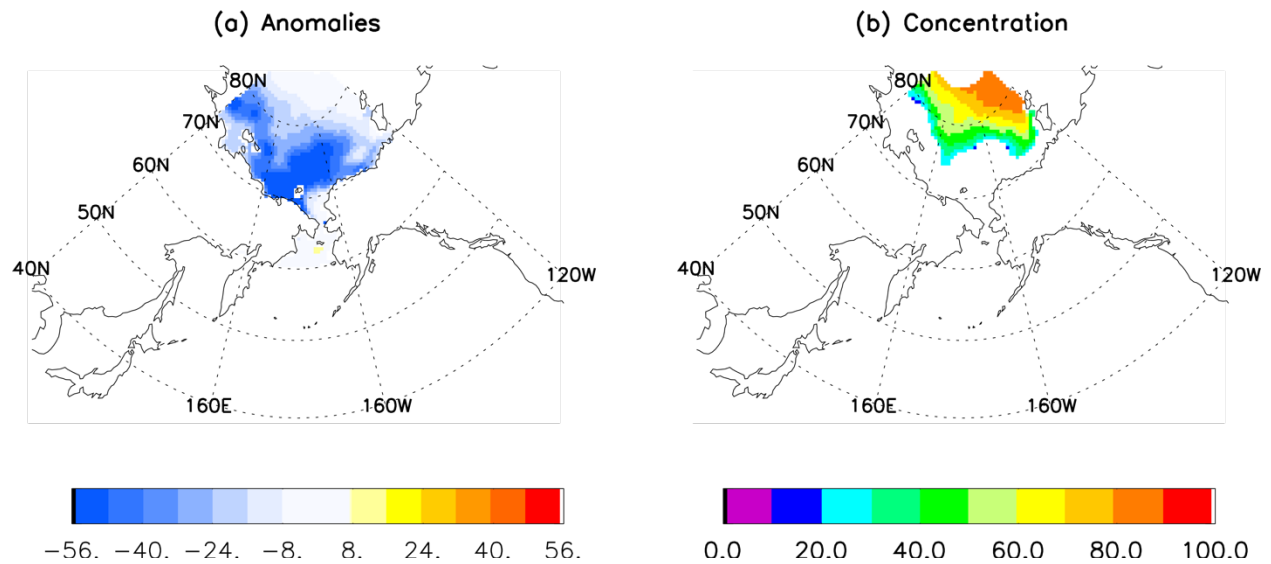 (a) Anomalies
(b) Concentration
80N
70N
60N
50N
40N
120W
160E
160W
80N
70N
60N
50N
40N
120W
160E
160W
−56. −40. −24. −8. 8. 24. 40. 56.
0.0 20.0 40.0 60.0 80.0 100.0